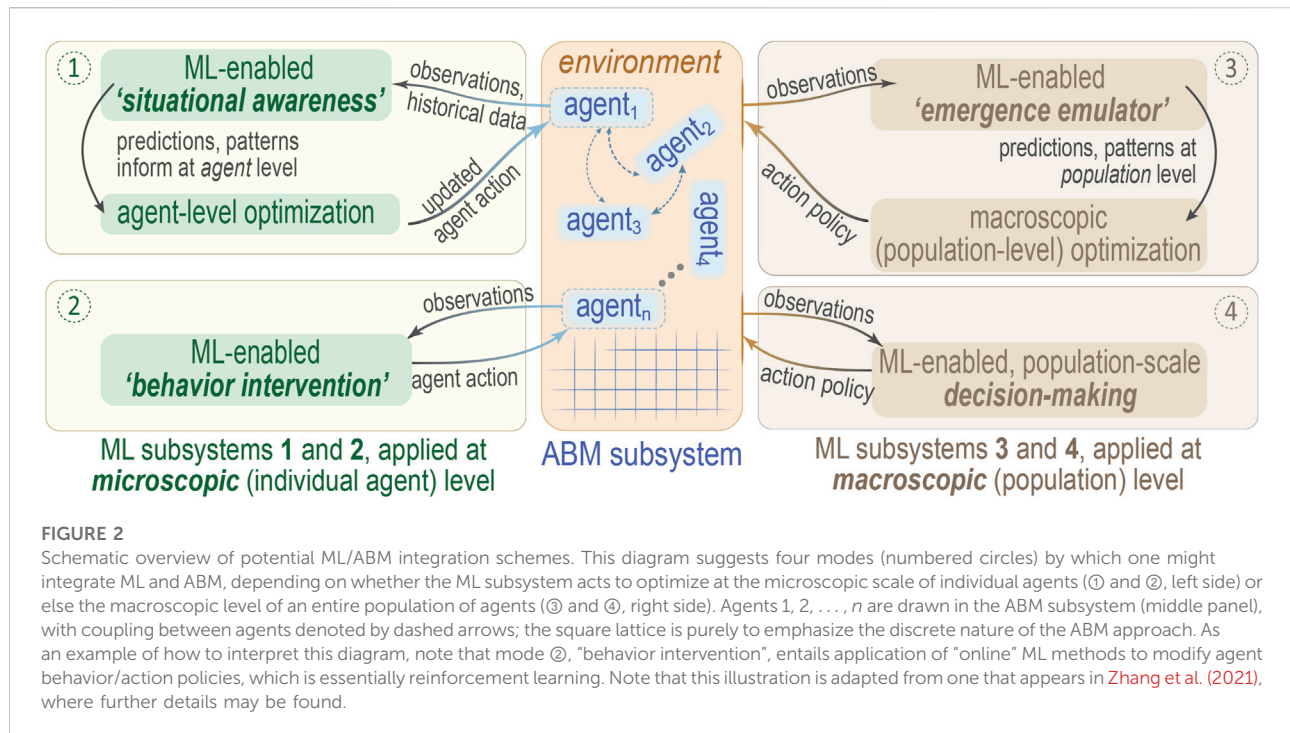 ①
ML-enabled
'situational awareness'
observations,
historical data
predictions, patterns
inform at agent level
agent-level optimization
updated
agent action
②
observations
ML-enabled
'behavior intervention'
agent action
ML subsystems 1 and 2, applied at
microscopic (individual agent) level
environment
agent1
agent2
agent3
agent4
agentn
ABM subsystem
③
observations
ML-enabled
'emergence emulator'
predictions, patterns at
population level
action policy
macroscopic
(population-level) optimization
④
observations
ML-enabled, population-scale
decision-making
action policy
ML subsystems 3 and 4, applied at
macroscopic (population) level
FIGURE 2
Schematic overview of potential ML/ABM integration schemes. This diagram suggests four modes (numbered circles) by which one might
integrate ML and ABM, depending on whether the ML subsystem acts to optimize at the microscopic scale of individual agents (① and ②, left side) or
else the macroscopic level of an entire population of agents (③ and ④, right side). Agents 1, 2, . . . , n are drawn in the ABM subsystem (middle panel),
with coupling between agents denoted by dashed arrows; the square lattice is purely to emphasize the discrete nature of the ABM approach. As
an example of how to interpret this diagram, note that mode ②, "behavior intervention", entails application of "online" ML methods to modify agent
behavior/action policies, which is essentially reinforcement learning. Note that this illustration is adapted from one that appears in Zhang et al. (2021),
where further details may be found.